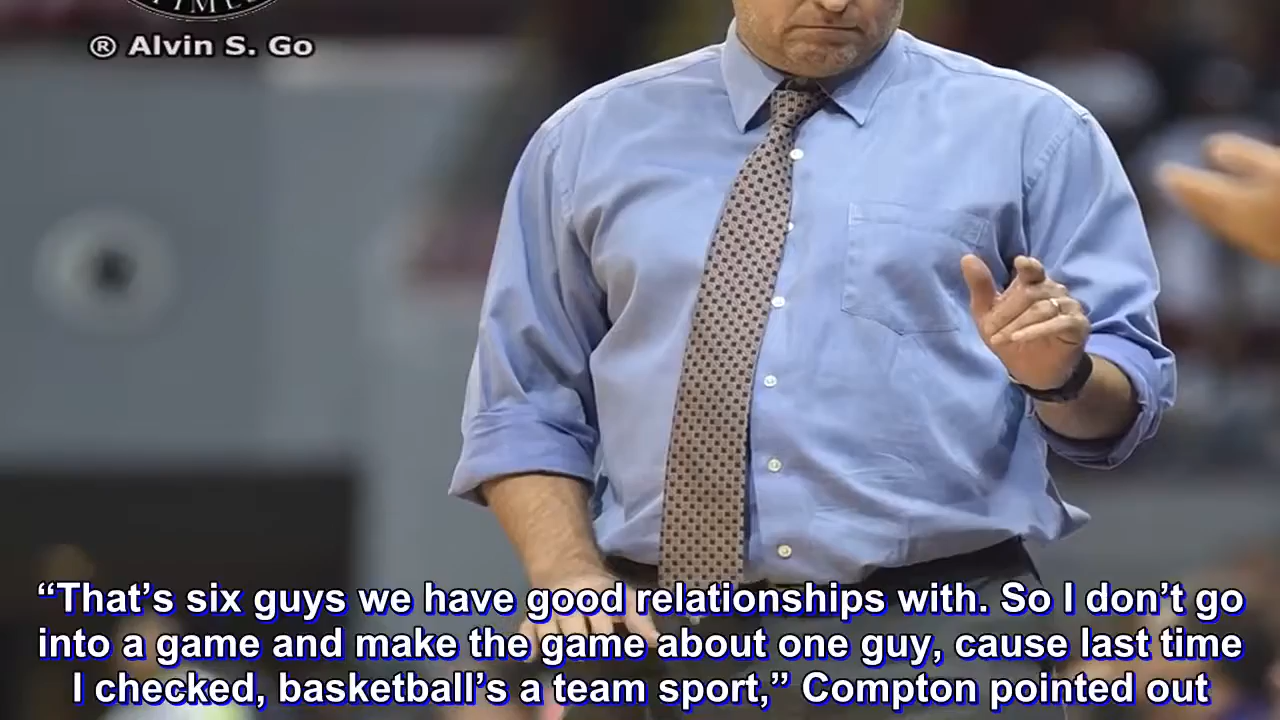 TIMES
® Alvin S. Go
“That’s six guys we have good relationships with. So I don’t go
into a game and make the game about one guy, cause last time
I checked, basketball’s a team sport,” Compton pointed out